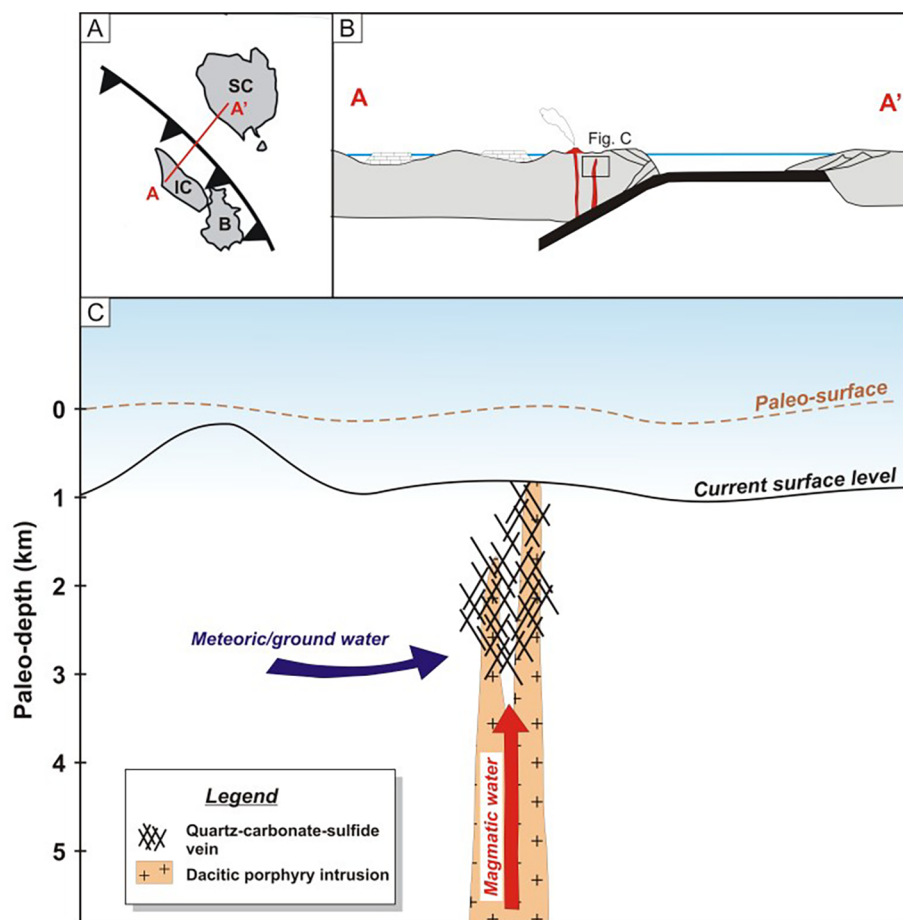 A
SC
A'
A
IC
B
B
A
A'
Fig. C
C
Paleo-surface
0
Current surface level
1
Paleo-depth (km)
2
Meteoric/ground water
3
4
Magmatic water
5
Legend
Quartz-carbonate-sulfide
vein
Dacitic porphyry intrusion